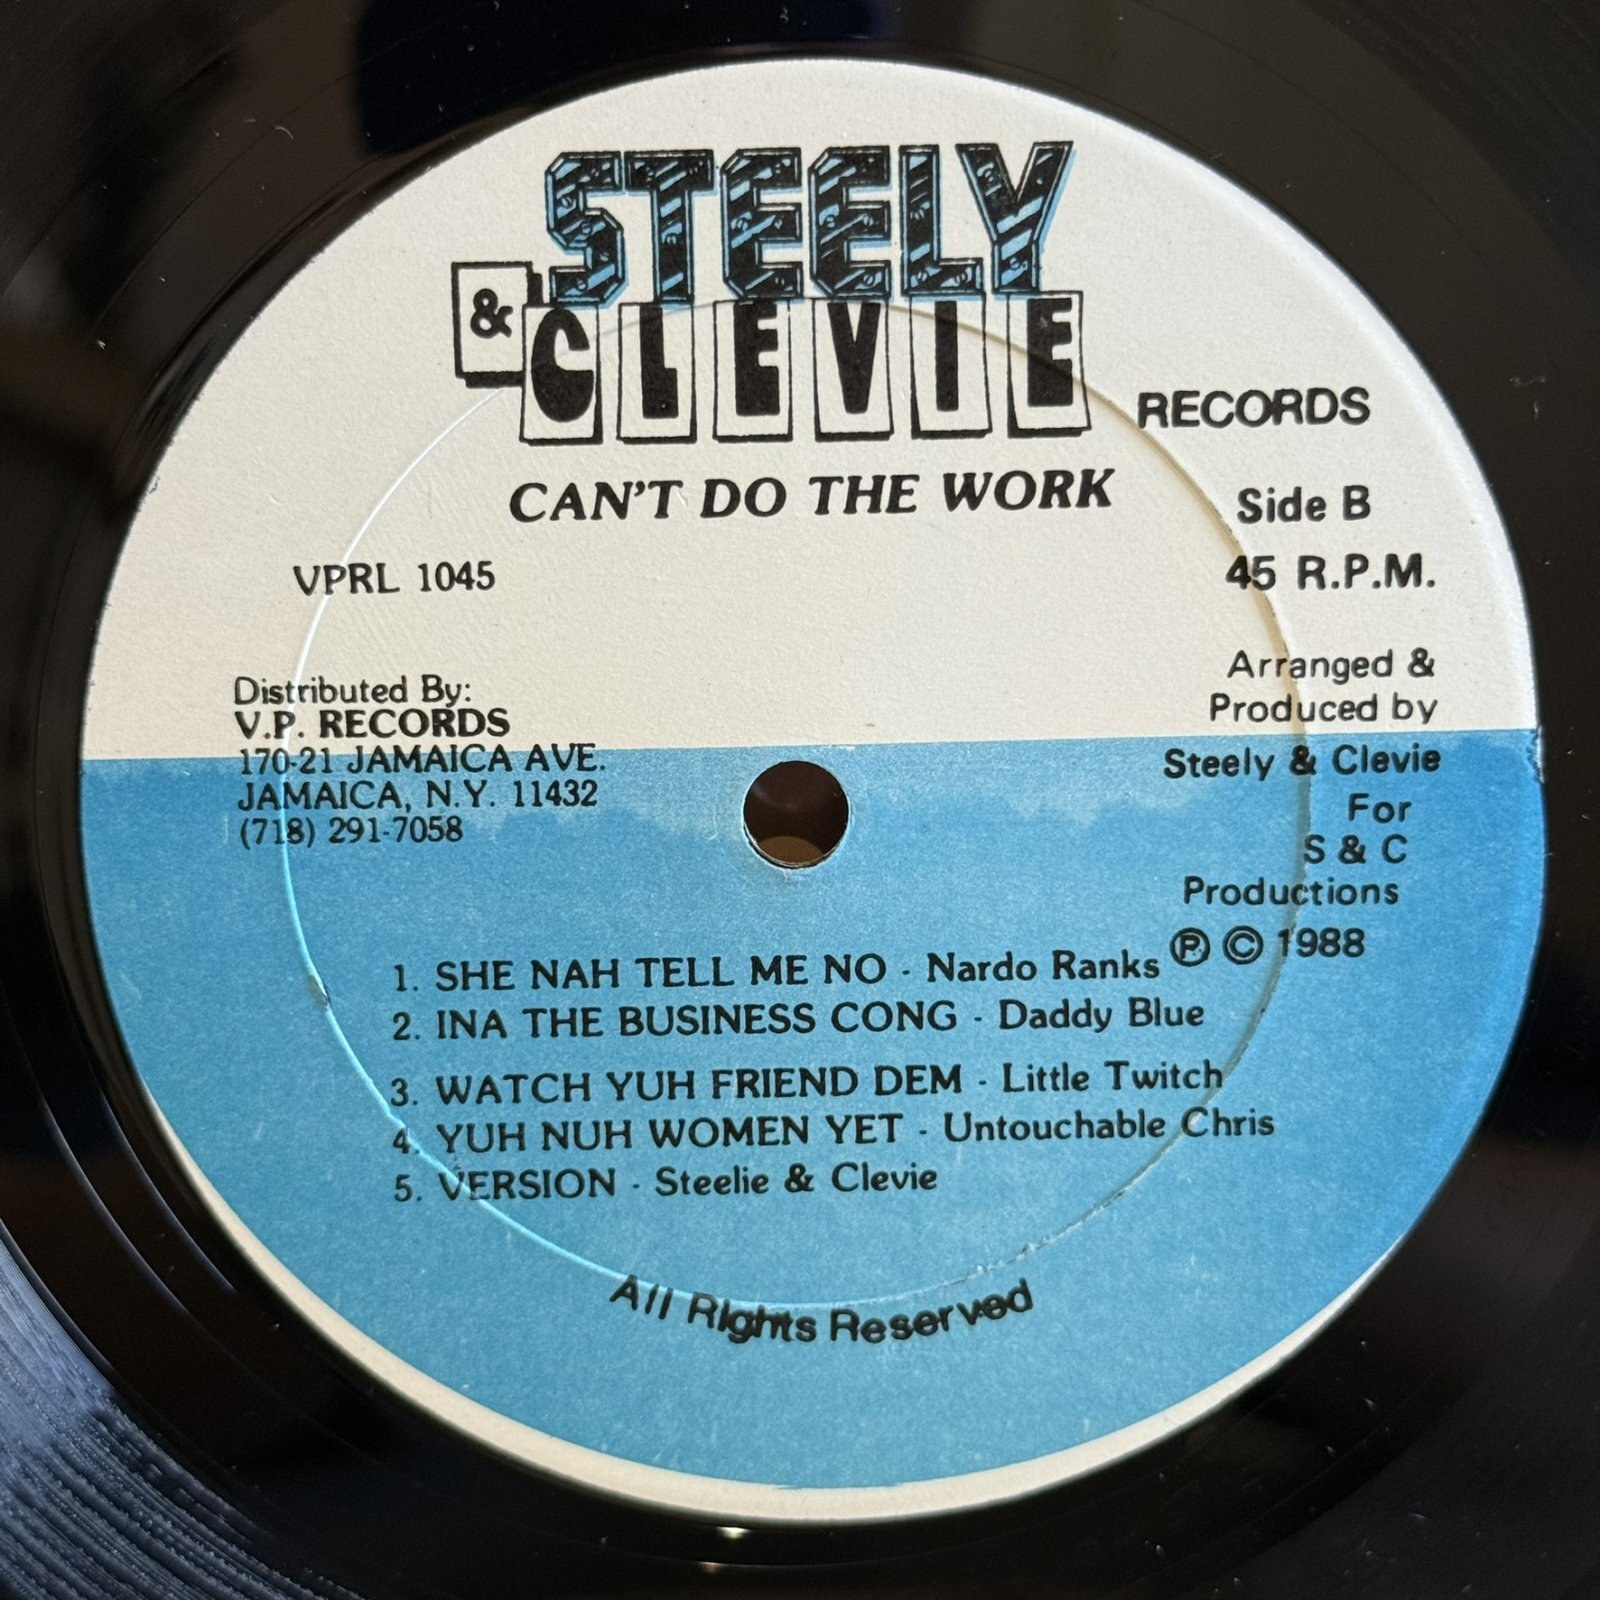 STEELY
& CLEVIE
RECORDS
CAN'T DO THE WORK
Side B
VPRL 1045
45 R.P.M.
Distributed By:
V.P. RECORDS
170-21 JAMAICA AVE.
JAMAICA, N.Y. 11432
(718) 291-7058
Arranged &
Produced by
Steely & Clevie
For
S & C
Productions
℗ © 1988
1. SHE NAH TELL ME NO - Nardo Ranks
2. INA THE BUSINESS CONG - Daddy Blue
3. WATCH YUH FRIEND DEM - Little Twitch
4. YUH NUH WOMEN YET - Untouchable Chris
5. VERSION - Steelie & Clevie
All Rights Reserved